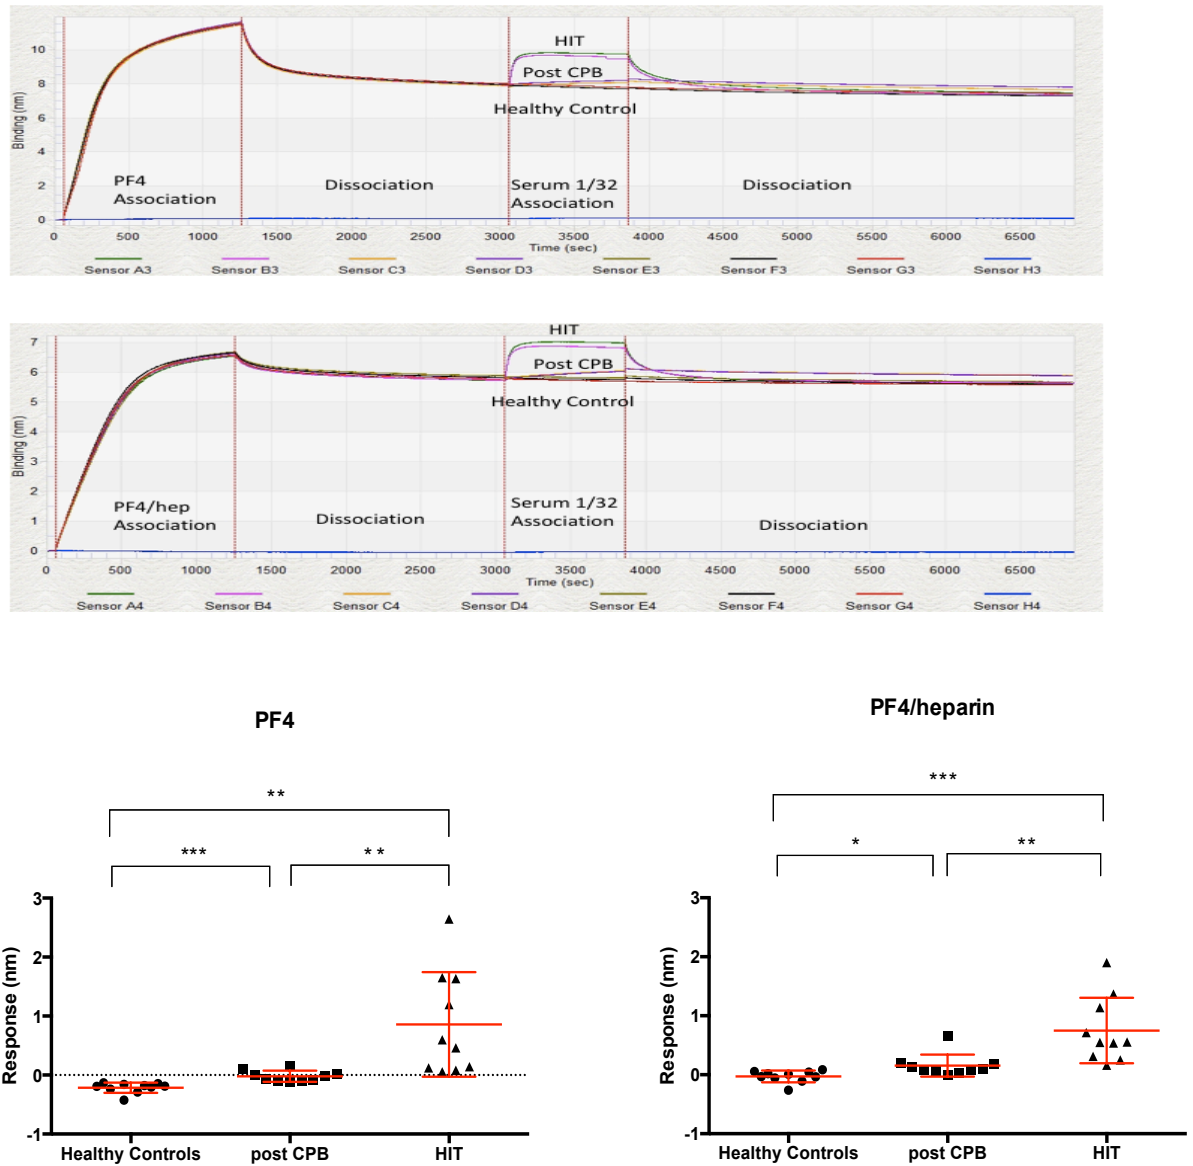 HIT
Post CPB
Healthy Control
PF4
Association
Dissociation
Serum 1/32
Association
Dissociation
Binding (nm)
10
8
6
4
2
0
0 500 1000 1500 2000 2500 3000 3500 4000 4500 5000 5500 6000 6500
Time (sec)
Sensor A3 Sensor B3 Sensor C3 Sensor D3 Sensor E3 Sensor F3 Sensor G3 Sensor H3
HIT
Post CPB
Healthy Control
PF4/hep
Association
Dissociation
Serum 1/32
Association
Dissociation
Binding (nm)
7
6
5
4
3
2
1
0
0 500 1000 1500 2000 2500 3000 3500 4000 4500 5000 5500 6000 6500
Time (sec)
Sensor A4 Sensor B4 Sensor C4 Sensor D4 Sensor E4 Sensor F4 Sensor G4 Sensor H4
PF4
**
*** **
Response (nm)
3
2
1
0
-1
Healthy Controls post CPB HIT
PF4/heparin
***
* **
Response (nm)
3
2
1
0
-1
Healthy Controls post CPB HIT